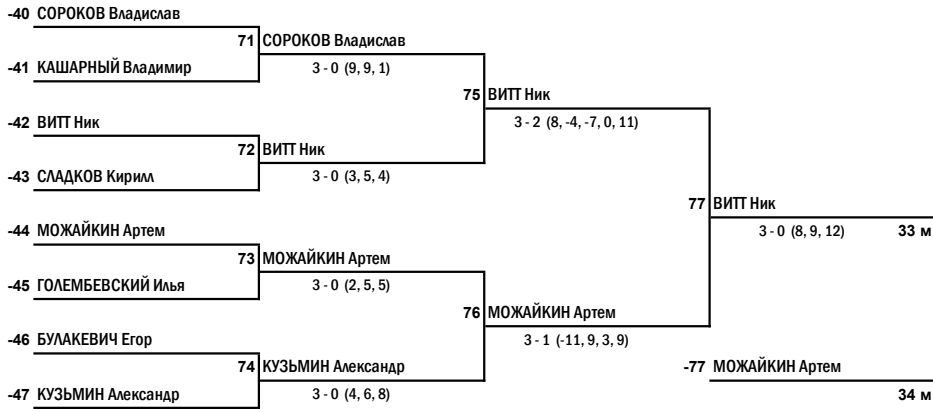 -40 СОРОКОВ Владислав
71 СОРОКОВ Владислав
-41 КАШАРНЫЙ Владимир
3 - 0 (9, 9, 1)
75 ВИТТ Ник
-42 ВИТТ Ник
3 - 2 (8, -4, -7, 0, 11)
72 ВИТТ Ник
-43 СЛАДКОВ Кирилл
3 - 0 (3, 5, 4)
77 ВИТТ Ник
-44 МОЖАЙКИН Артем
3 - 0 (8, 9, 12) 33 м
73 МОЖАЙКИН Артем
-45 ГОЛЕМБЕВСКИЙ Илья
3 - 0 (2, 5, 5)
76 МОЖАЙКИН Артем
-46 БУЛАКЕВИЧ Егор
3 - 1 (-11, 9, 3, 9)
74 КУЗЬМИН Александр
-77 МОЖАЙКИН Артем
-47 КУЗЬМИН Александр
3 - 0 (4, 6, 8)
34 м